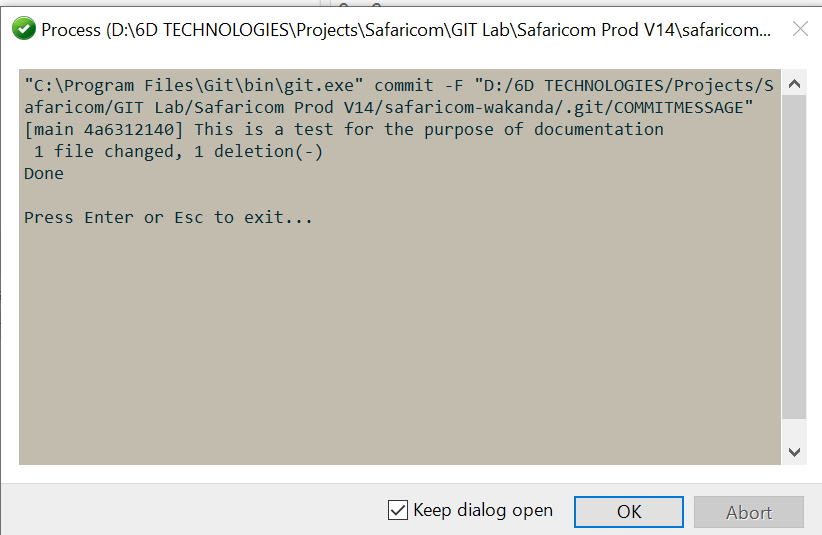 Process (D:\6D TECHNOLOGIES\Projects\Safaricom\GIT Lab\Safaricom Prod V14\safaricom...
"C:\Program Files\Git\bin\git.exe" commit -F "D:/6D TECHNOLOGIES/Projects/S
afaricom/GIT Lab/Safaricom Prod V14/safaricom-wakanda/.git/COMMITMESSAGE"
[main 4a6312140] This is a test for the purpose of documentation
 1 file changed, 1 deletion(-)
Done
Press Enter or Esc to exit...
Keep dialog open
OK
Abort